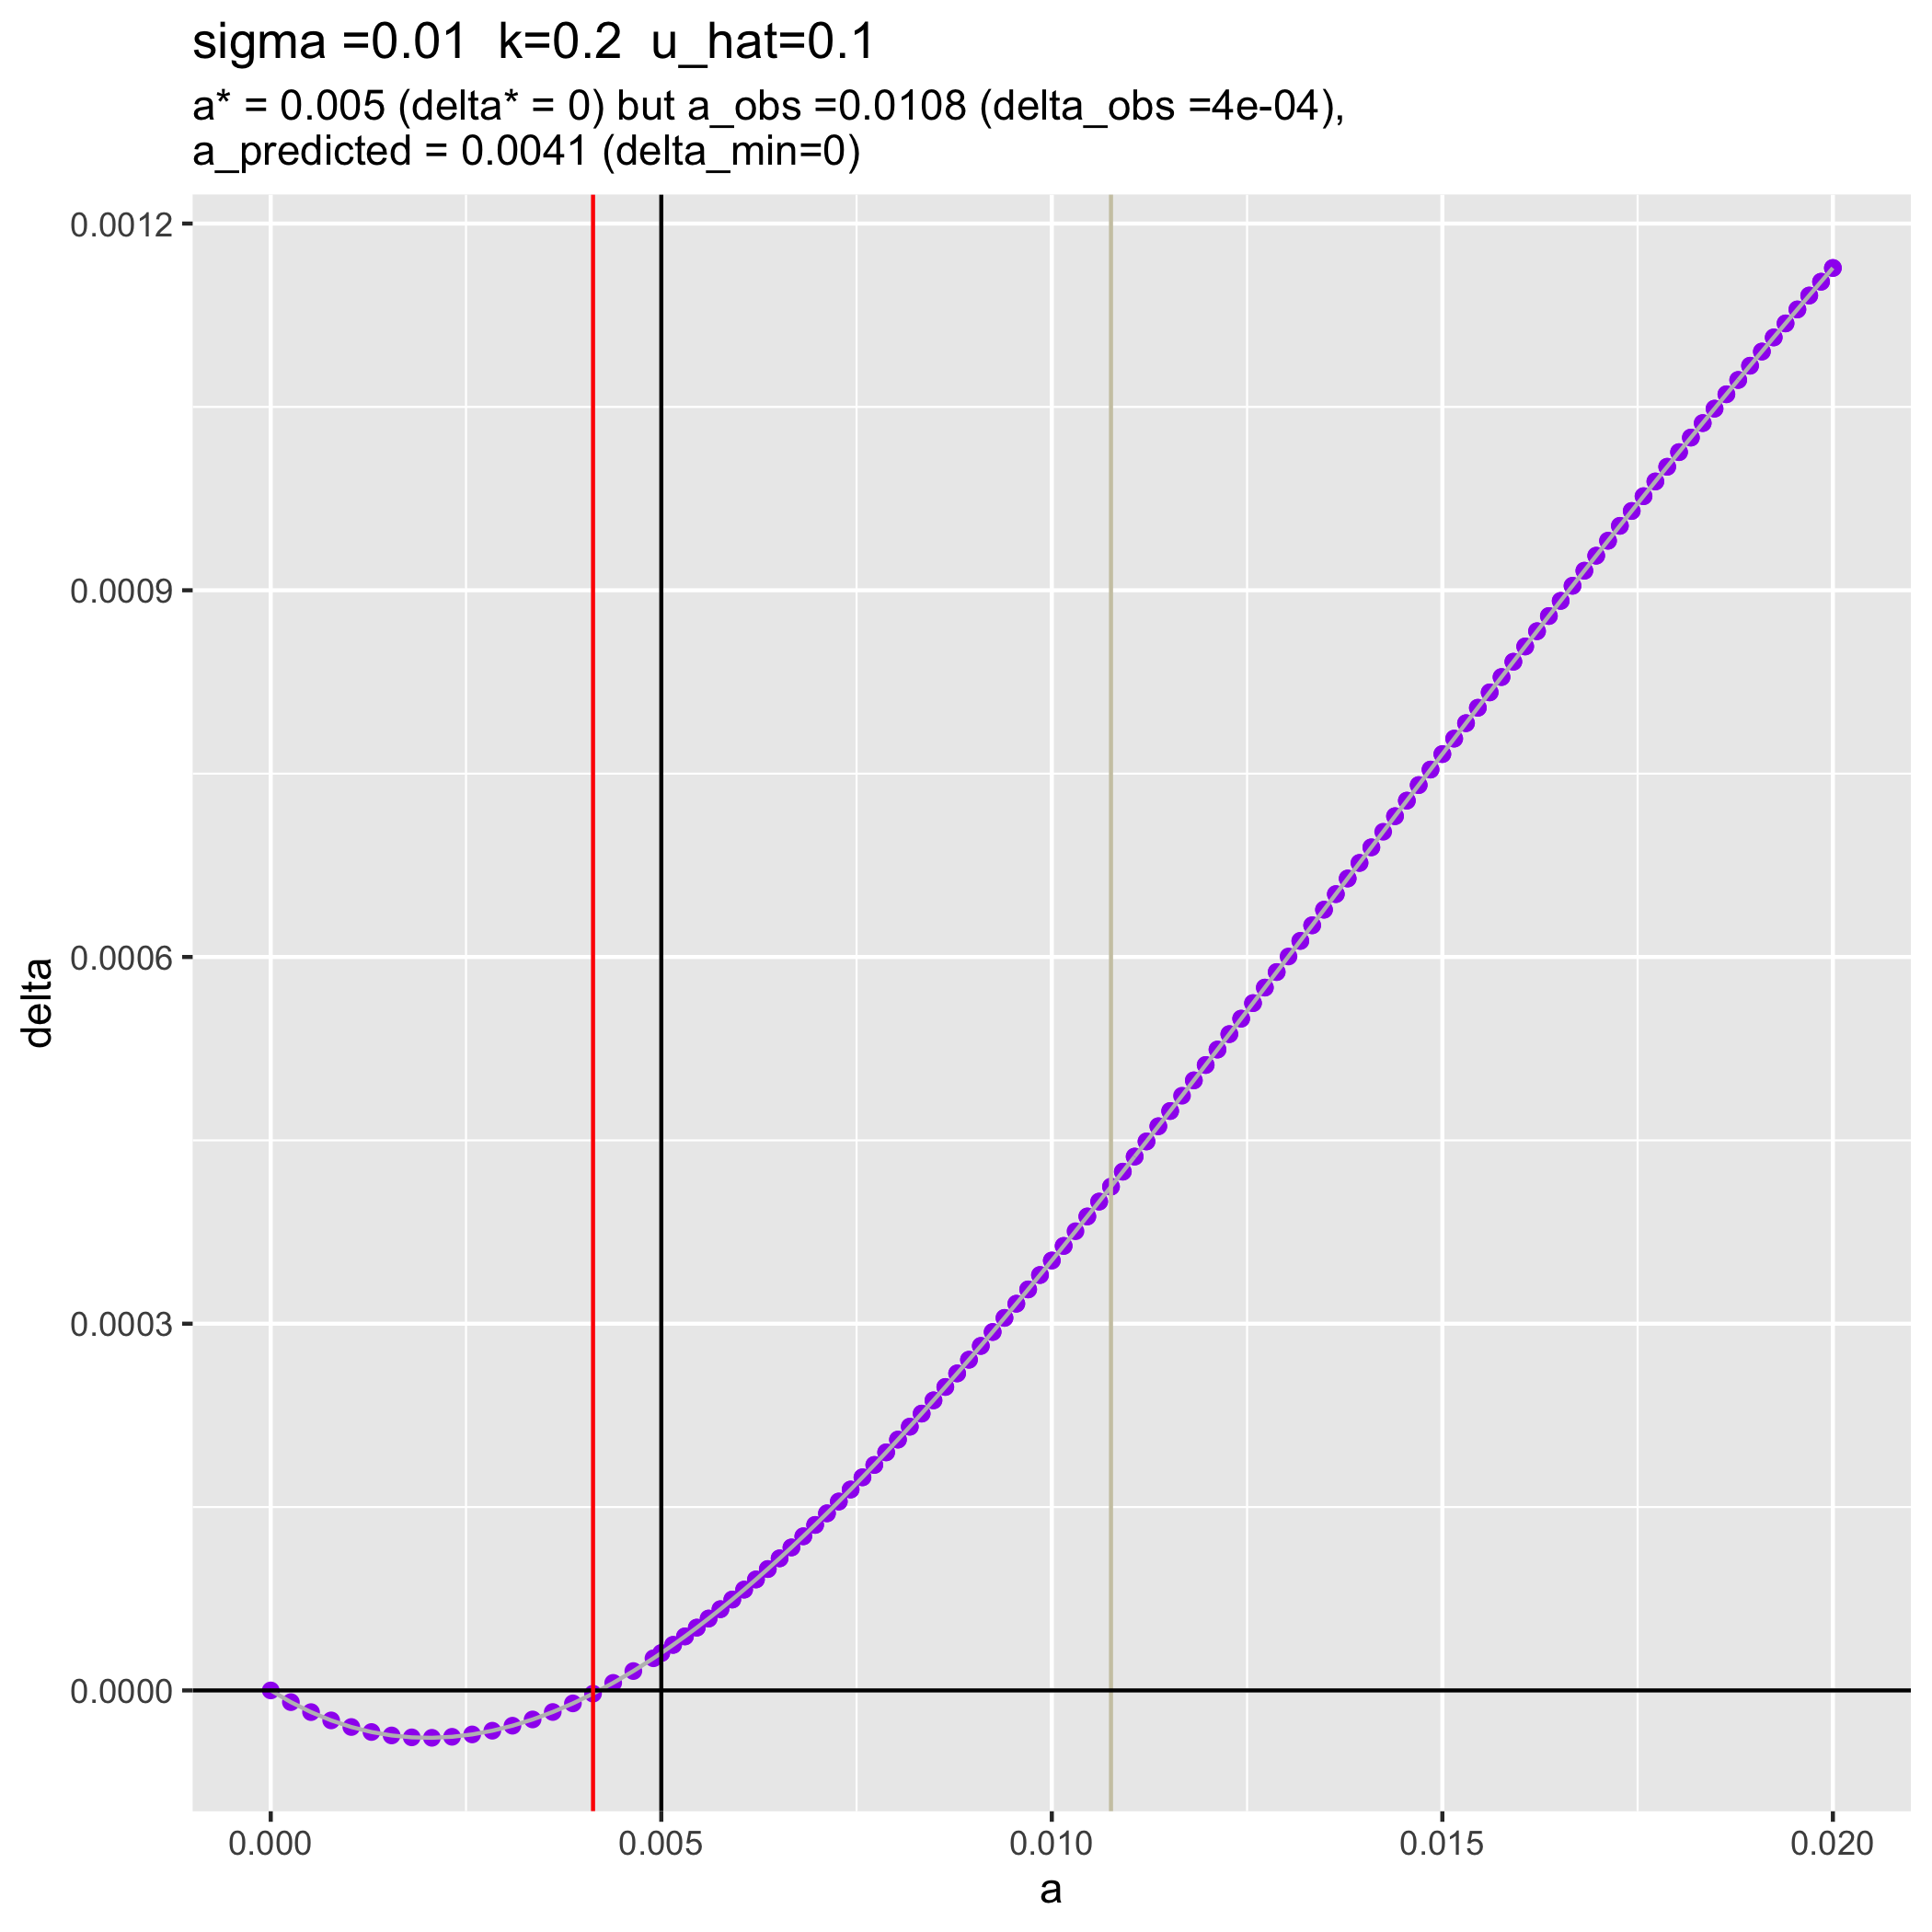 sigma =0.01  k=0.2  u_hat=0.1
a* = 0.005 (delta* = 0) but a_obs =0.0108 (delta_obs =4e-04),
a_predicted = 0.0041 (delta_min=0)
0.0012
0.0009
0.0006
0.0003
0.0000
delta
0.000
0.005
0.010
0.015
0.020
a